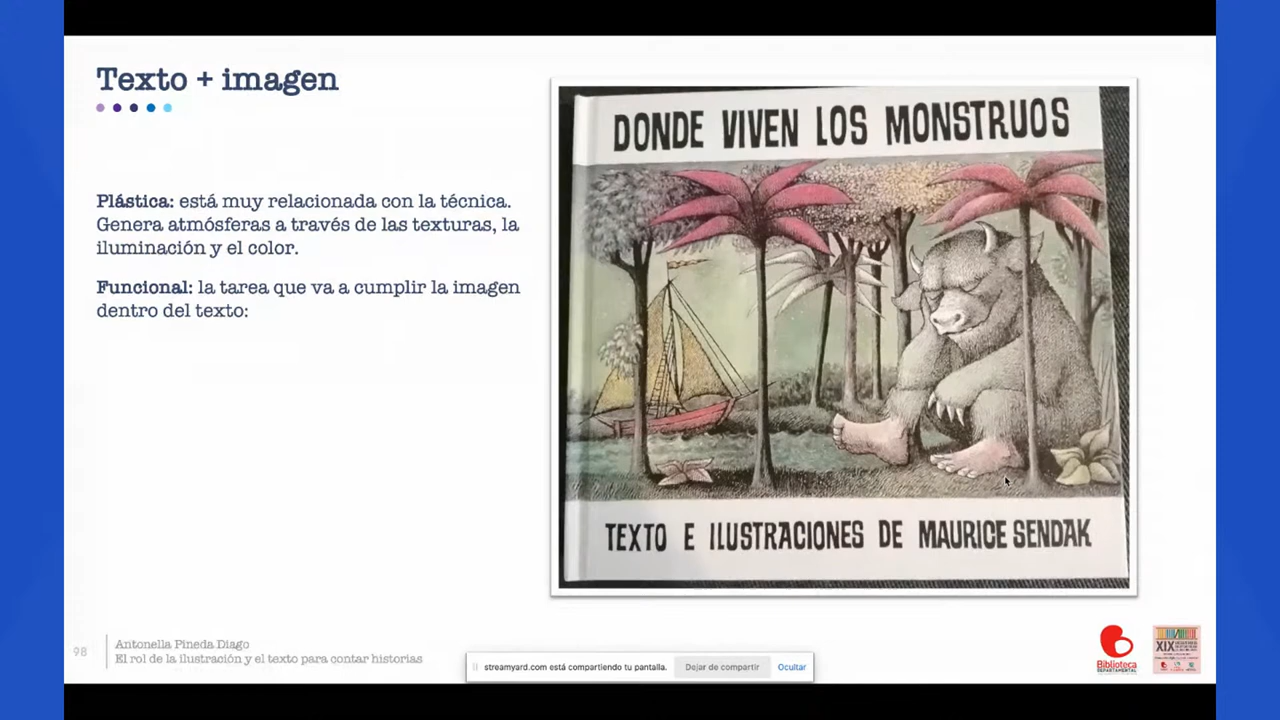 Texto + imagen
Plástica: está muy relacionada con la técnica.
Genera atmósferas a través de las texturas, la
iluminación y el color.
Funcional: la tarea que va a cumplir la imagen
dentro del texto:
DONDE VIVEN LOS MONSTRUOS
TEXTO E ILUSTRACIONES DE MAURICE SENDAK
98
Antonella Pineda Diago
El rol de la ilustración y el texto para contar historias
streamyard.com está compartiendo tu pantalla.
Dejar de compartir
Ocultar
Biblioteca
DEPARTAMENTAL
XIX